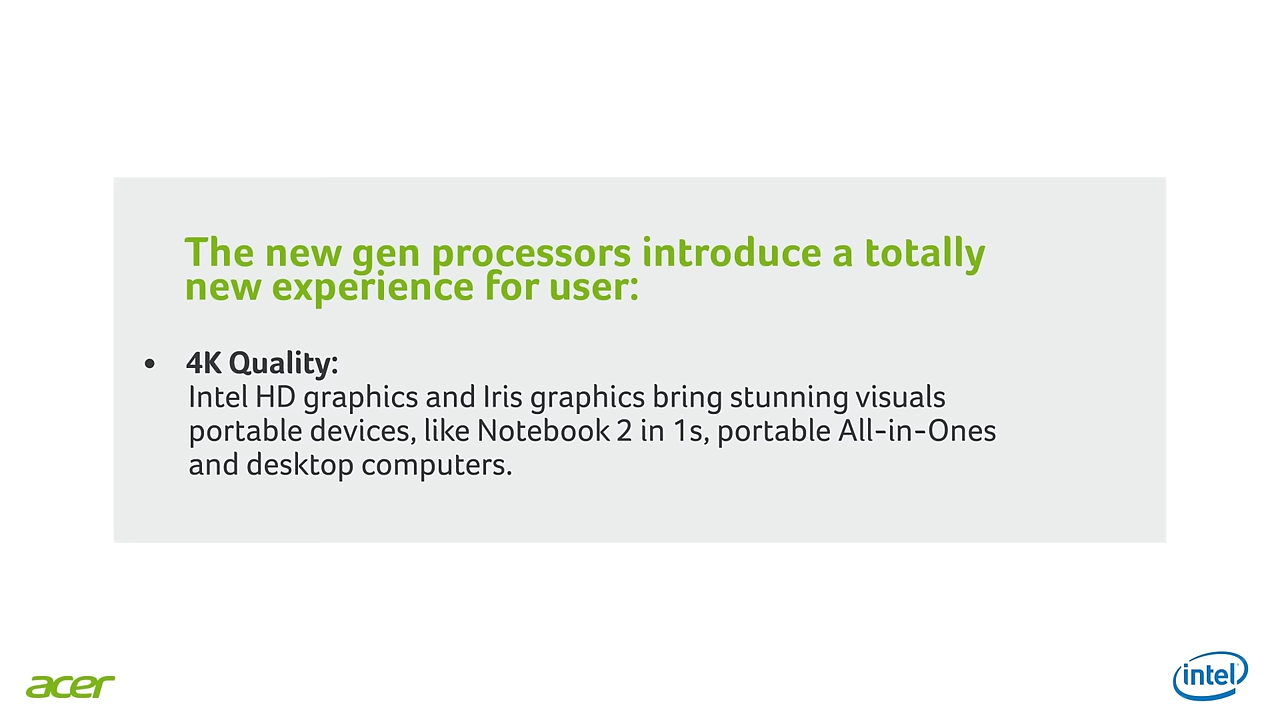 The new gen processors introduce a totally
new experience for user:
• 4K Quality:
Intel HD graphics and Iris graphics bring stunning visuals
portable devices, like Notebook 2 in 1s, portable All-in-Ones
and desktop computers.
acer
intel